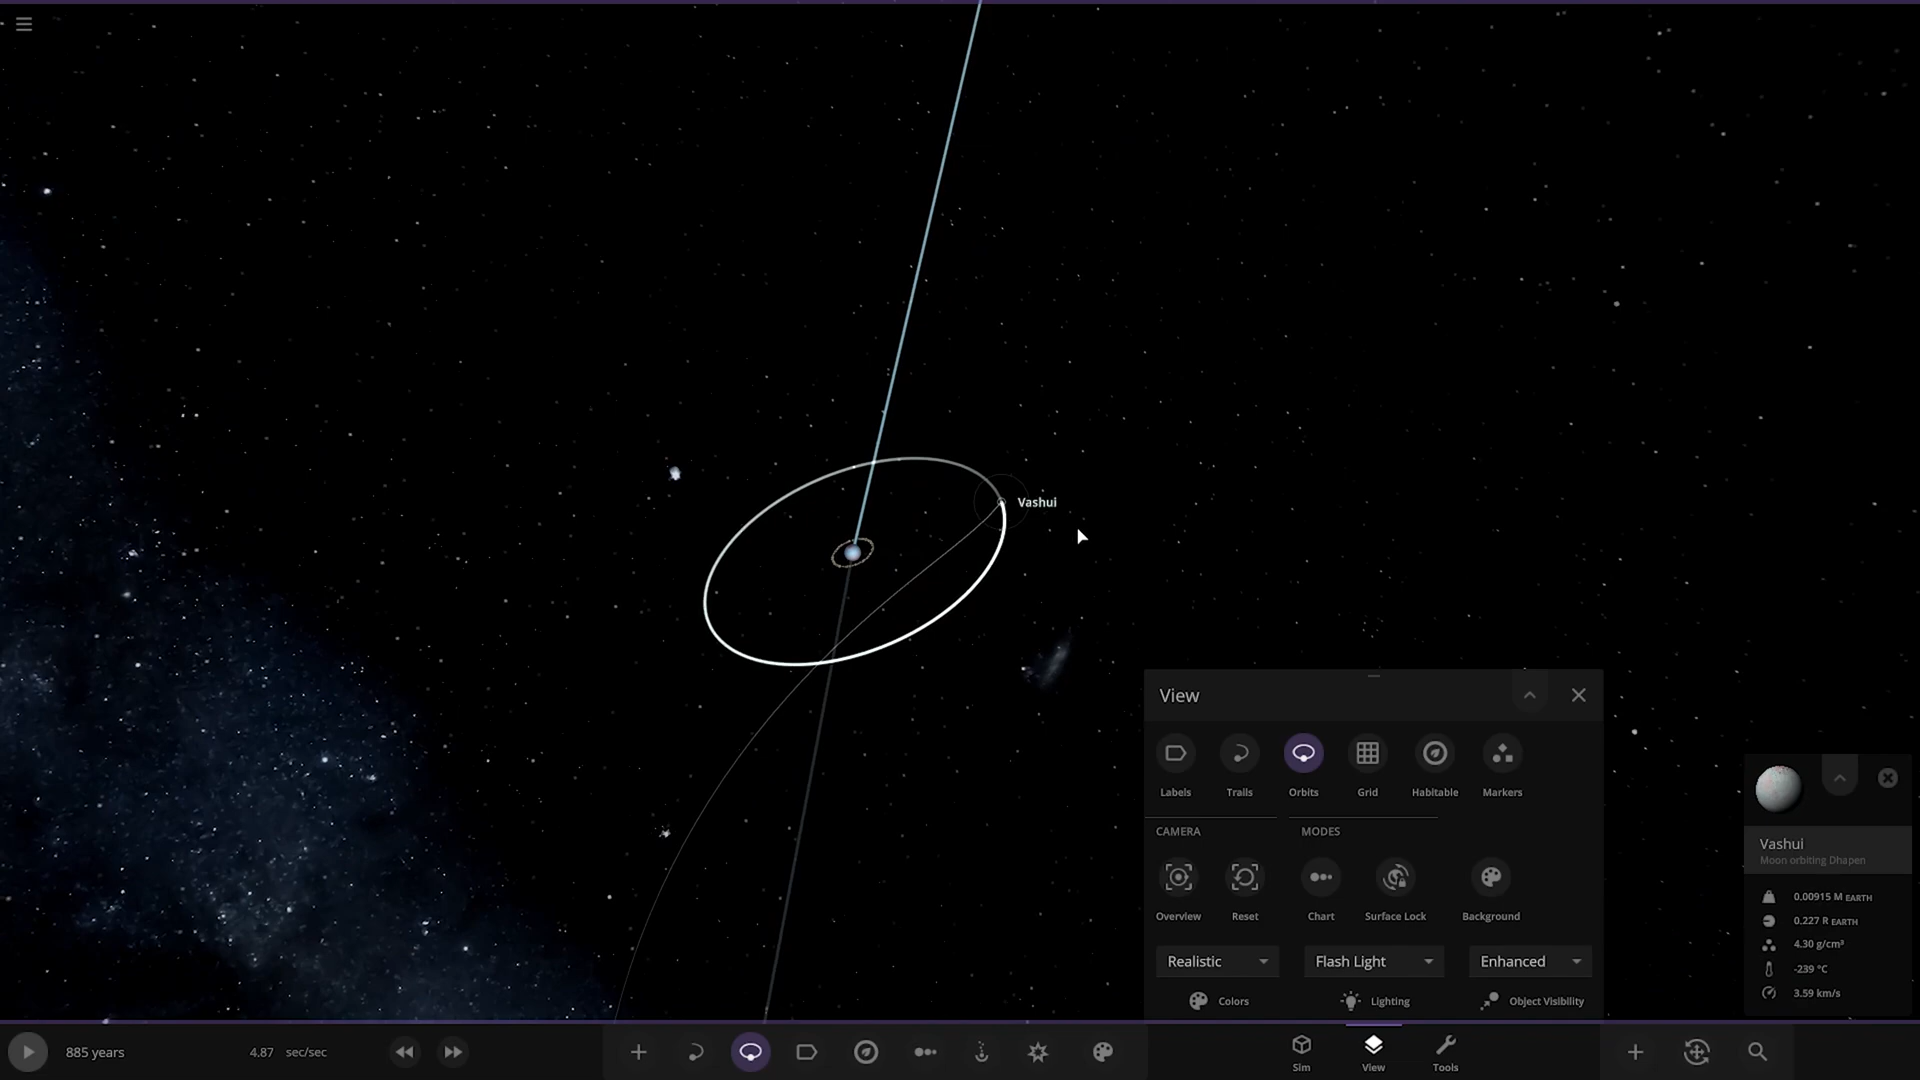 Vashui
View
Labels
Trails
Orbits
Grid
Habitable
Markers
CAMERA
MODES
Overview
Reset
Chart
Surface Lock
Background
Realistic
Flash Light
Enhanced
Colors
Lighting
Object Visibility
Vashui
Moon orbiting Dhapen
0.00915 M EARTH
0.227 R EARTH
4.30 g/cm³
-239 °C
3.59 km/s
885 years
4.87 sec/sec
Sim
View
Tools